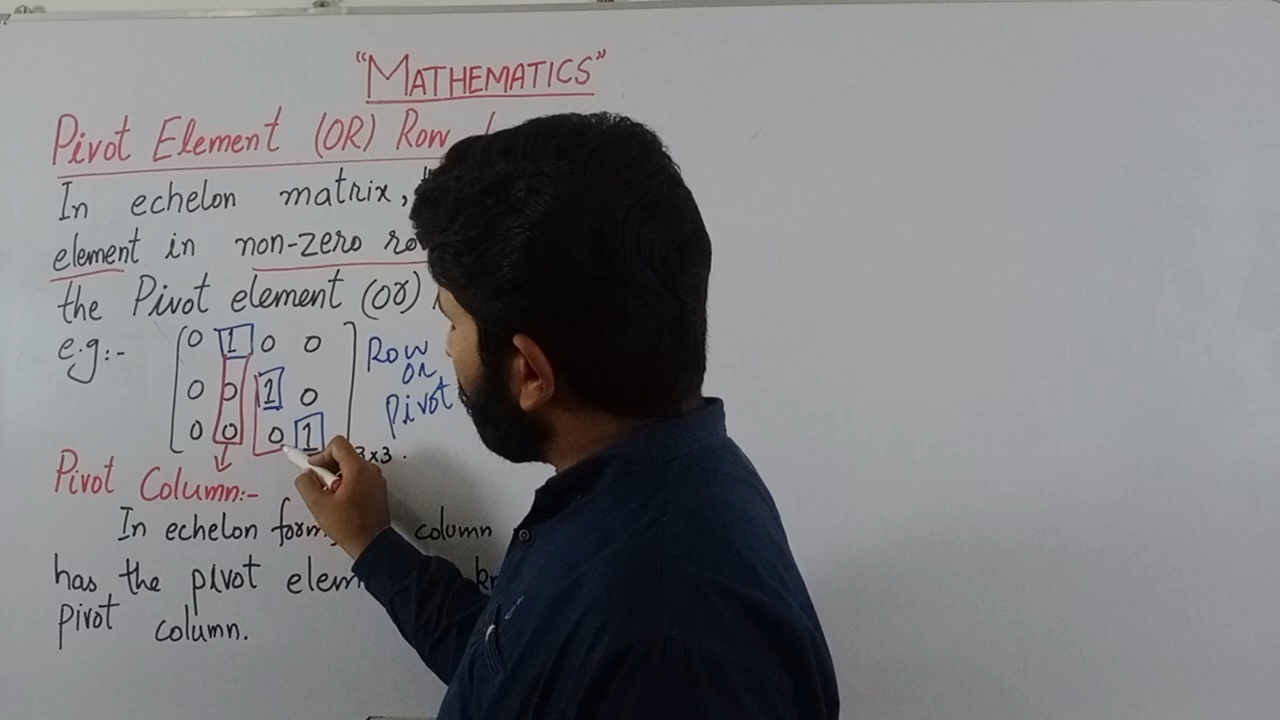 "MATHEMATICS"
Pivot Element (OR) Row
In echelon matrix,
element in non-zero
the Pivot element (or)
e.g:-
0 1 0 0
0 0 1 0
0 0 0 1
Row
OR
Pivot
3x3.
Pivot Column:-
In echelon form column
has the pivot
pivot column.